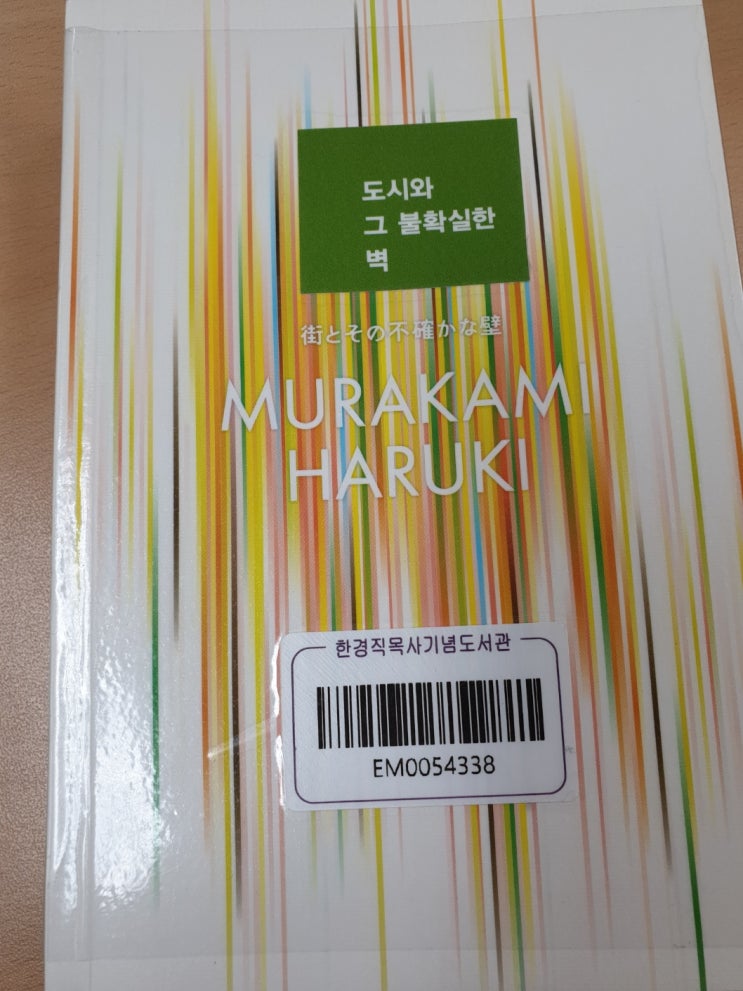 도시와
그 불확실한
벽
街とその不確かな壁
MURAKAMI
HARUKI
한경직목사기념도서관
EM0054338